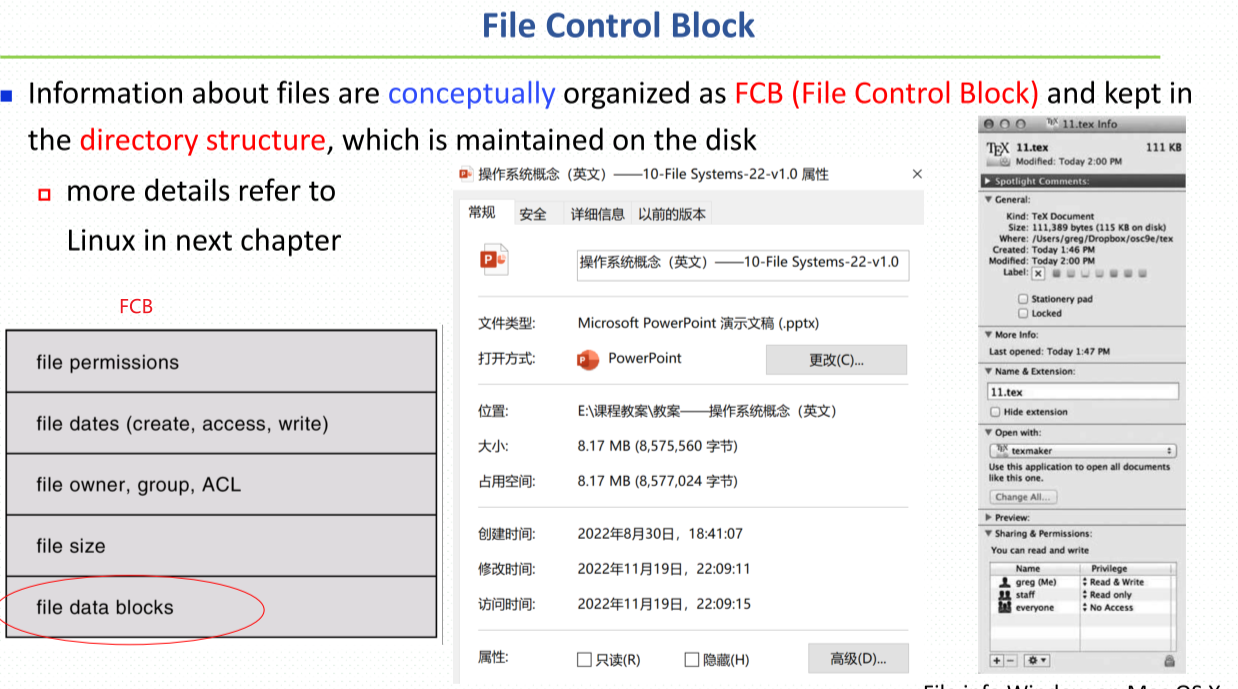 File Control Block
Information about files are conceptually organized as FCB (File Control Block) and kept in
the directory structure, which is maintained on the disk
more details refer to
Linux in next chapter
FCB
file permissions
file dates (create, access, write)
file owner, group, ACL
file size
file data blocks
操作系统概念（英文）——10-File Systems-22-v1.0 属性
常规 安全 详细信息 以前的版本
操作系统概念（英文）——10-File Systems-22-v1.0
文件类型: Microsoft PowerPoint 演示文稿 (.pptx)
打开方式: PowerPoint 更改(C)...
位置: E:\课程教案\教案——操作系统概念（英文）
大小: 8.17 MB (8,575,560 字节)
占用空间: 8.17 MB (8,577,024 字节)
创建时间: 2022年8月30日，18:41:07
修改时间: 2022年11月19日，22:09:11
访问时间: 2022年11月19日，22:09:15
属性: 只读(R) 隐藏(H) 高级(D)...
11.tex Info
TEX 11.tex 111 KB
Modified: Today 2:00 PM
Spotlight Comments:
General:
Kind: TeX Document
Size: 111,389 bytes (115 KB on disk)
Where: /Users/greg/Dropbox/osc9e/tex
Created: Today 1:46 PM
Modified: Today 2:00 PM
Label:
Stationery pad
Locked
More Info:
Last opened: Today 1:47 PM
Name & Extension:
11.tex
Hide extension
Open with:
texmaker
Use this application to open all documents
like this one.
Change All...
Preview:
Sharing & Permissions:
You can read and write
Name Privilege
greg (Me) Read & Write
staff Read only
everyone No Access